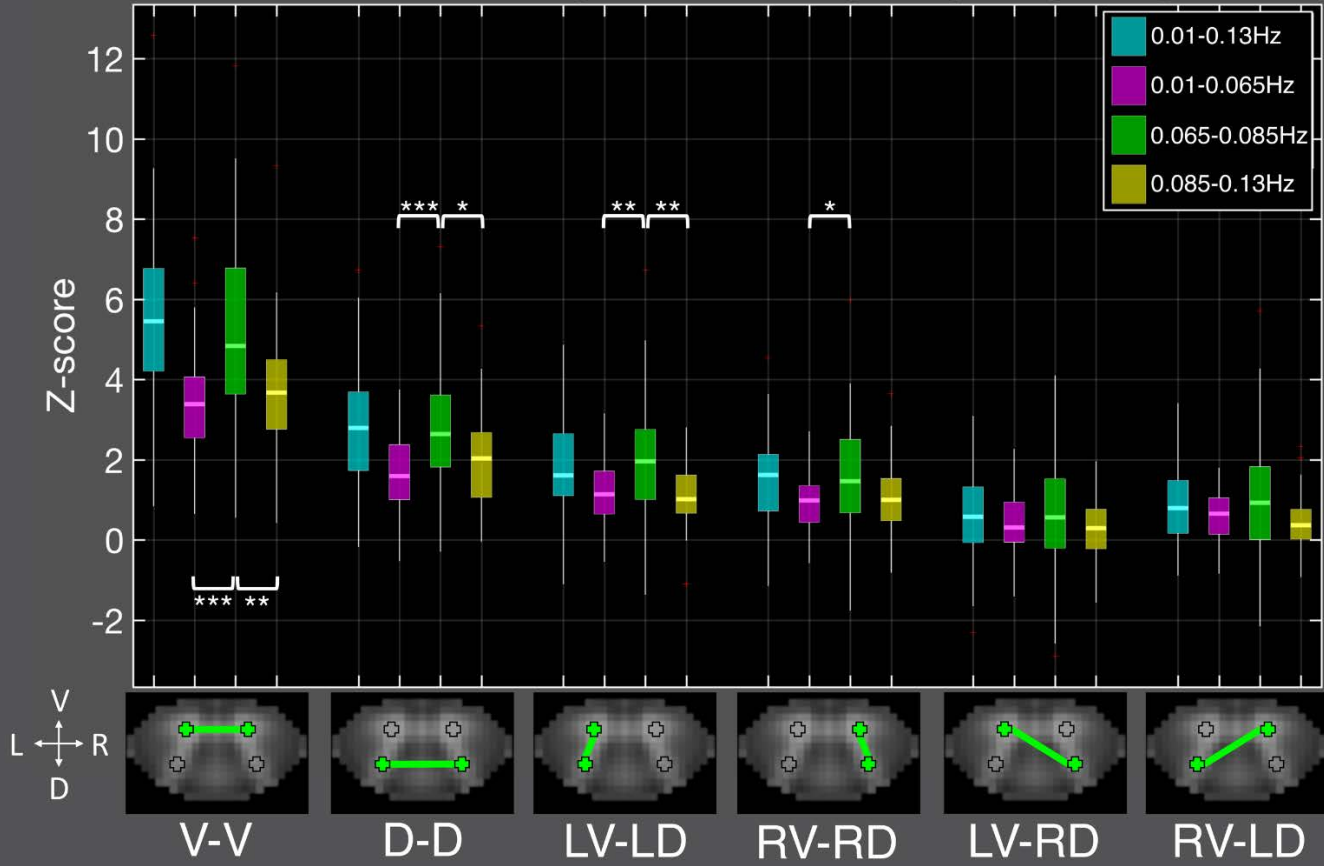 0.01-0.13Hz
0.01-0.065Hz
0.065-0.085Hz
0.085-0.13Hz
Z-score
12
10
8
6
4
2
0
-2
*** *
** **
*
*** **
V
L R
D
V-V D-D LV-LD RV-RD LV-RD RV-LD